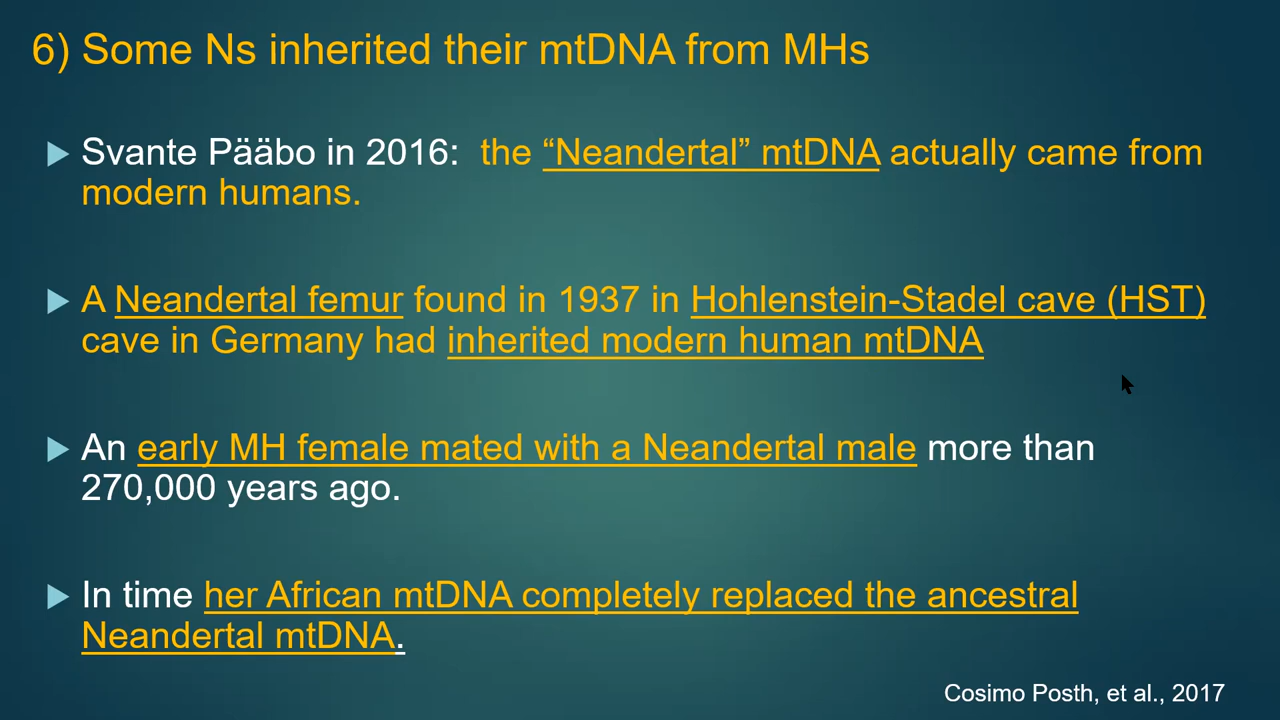 6) Some Ns inherited their mtDNA from MHs
Svante Pääbo in 2016:  the “Neandertal” mtDNA actually came from
modern humans.
A Neandertal femur found in 1937 in Hohlenstein-Stadel cave (HST)
cave in Germany had inherited modern human mtDNA
An early MH female mated with a Neandertal male more than
270,000 years ago.
In time her African mtDNA completely replaced the ancestral
Neandertal mtDNA.
Cosimo Posth, et al., 2017